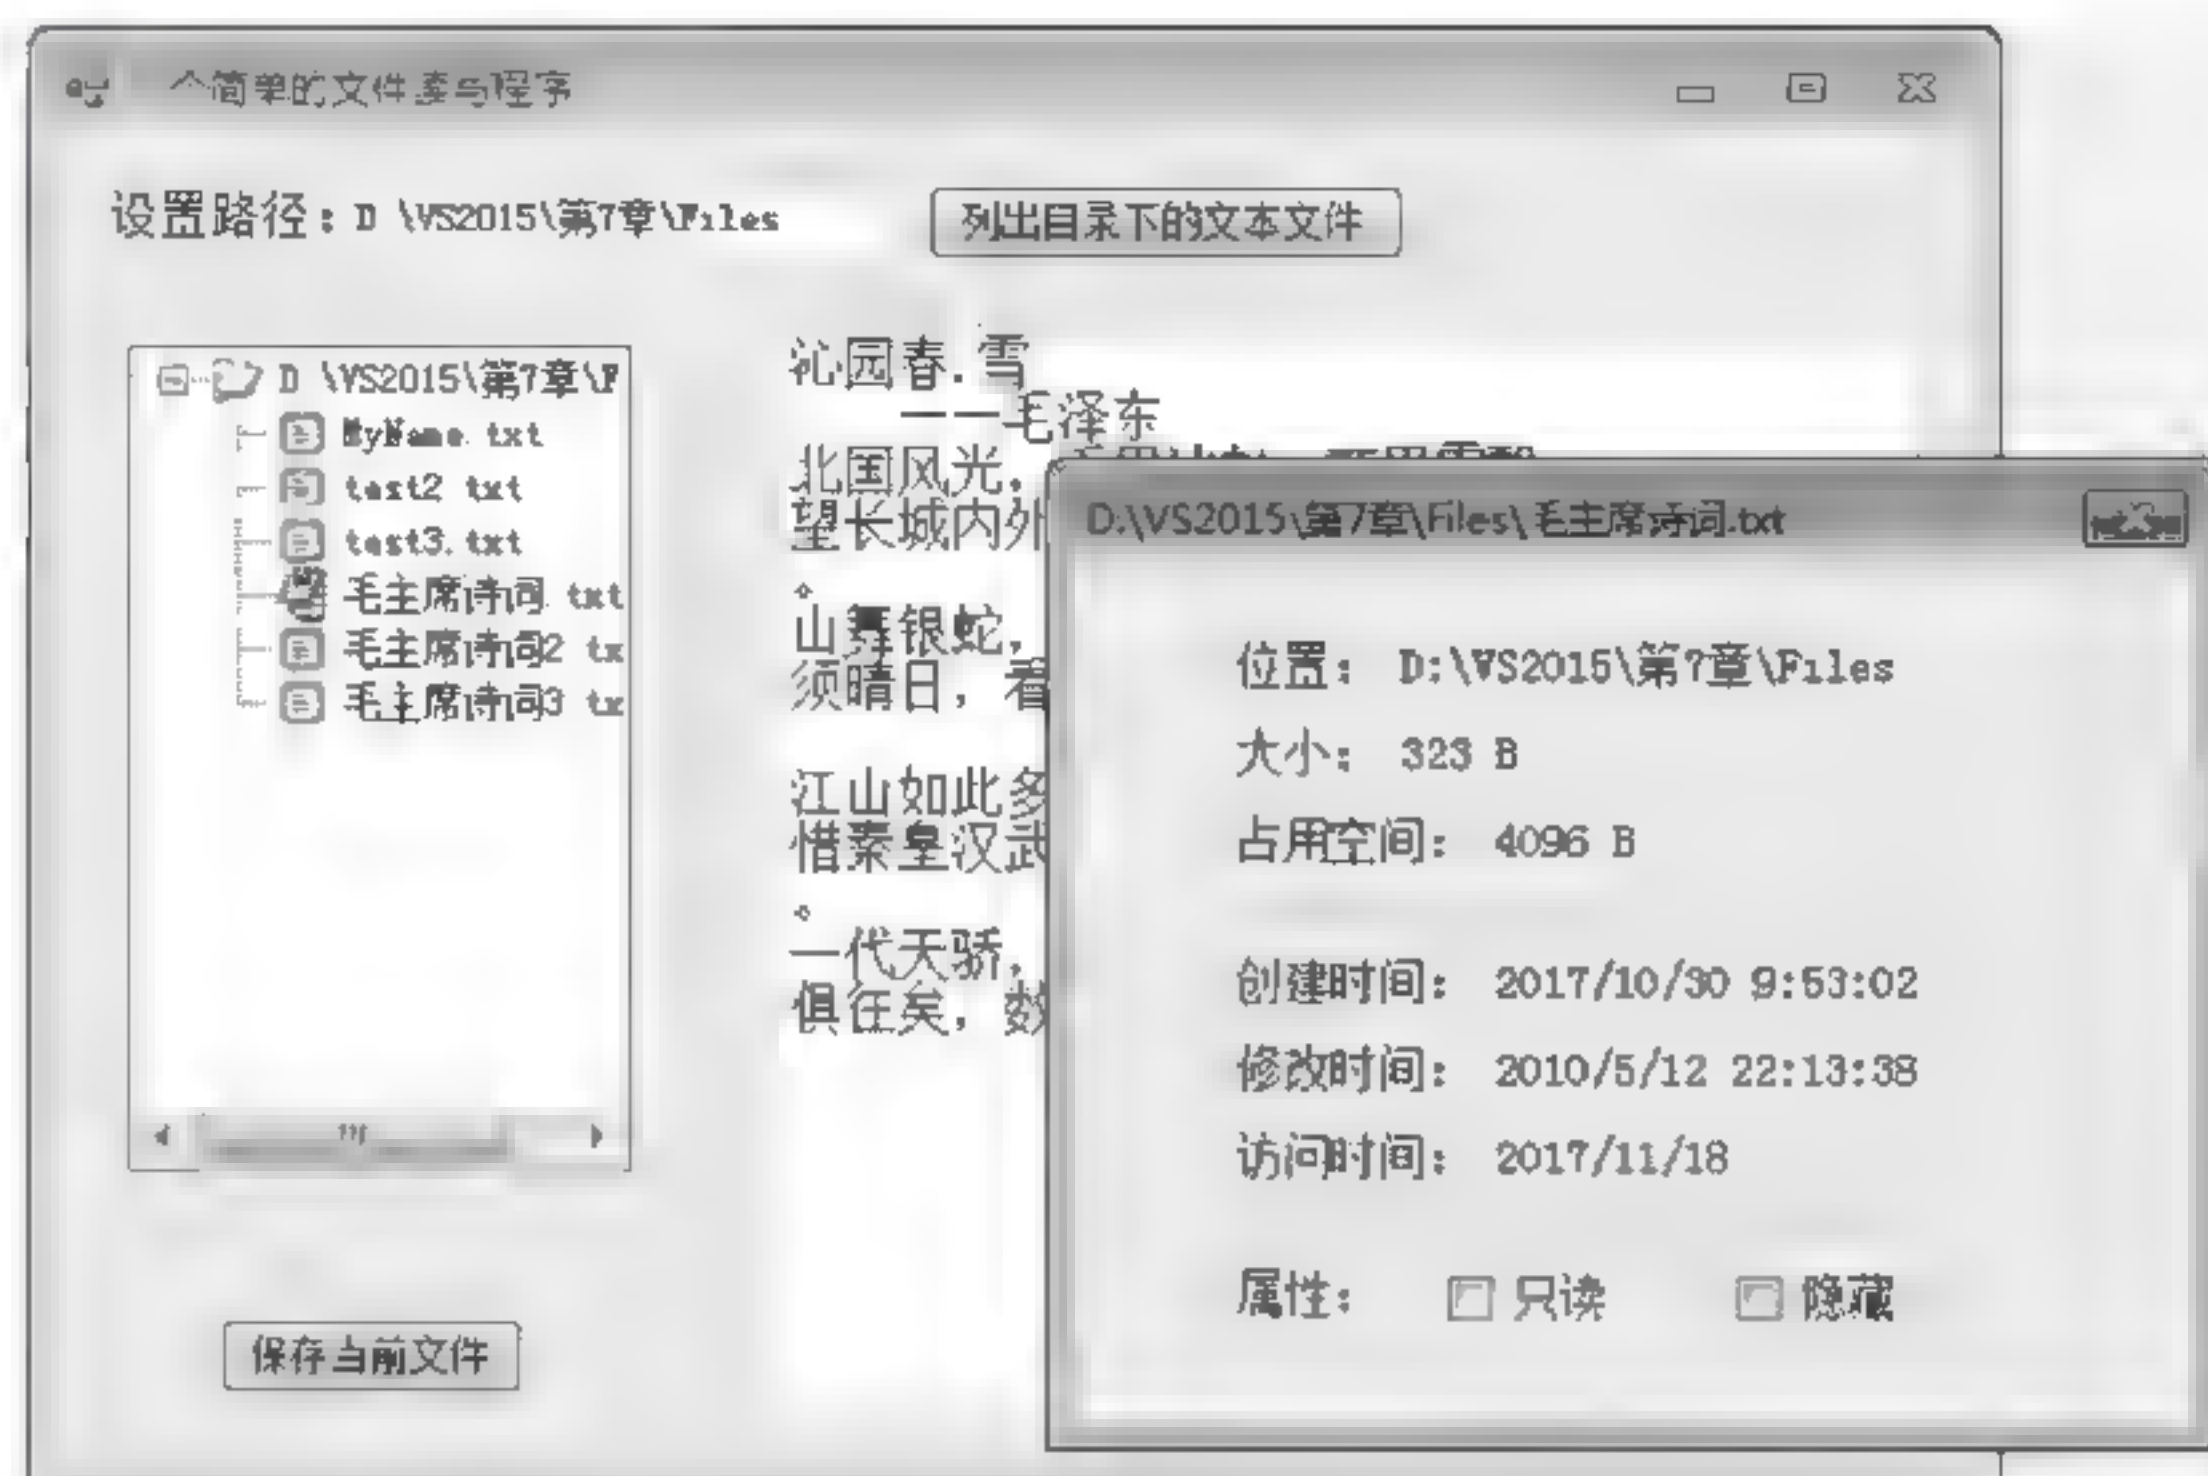 一个简单的文件读写程序
设置路径：D \VS2015\第7章\Files
列出目录下的文本文件
D \VS2015\第7章\F
MyName.txt
test2 txt
test3.txt
毛主席诗词 txt
毛主席诗词2 tx
毛主席诗词3 tx
保存当前文件
沁园春.雪
——毛泽东
北国风光，
望长城内外
。
山舞银蛇，
须晴日，看
江山如此多
惜秦皇汉武
。
一代天骄，
俱往矣，数
D:\VS2015\第7章\Files\毛主席诗词.txt
位置： D:\VS2015\第7章\Files
大小： 323 B
占用空间： 4096 B
创建时间： 2017/10/30 9:53:02
修改时间： 2010/5/12 22:13:38
访问时间： 2017/11/18
属性： 只读 隐藏